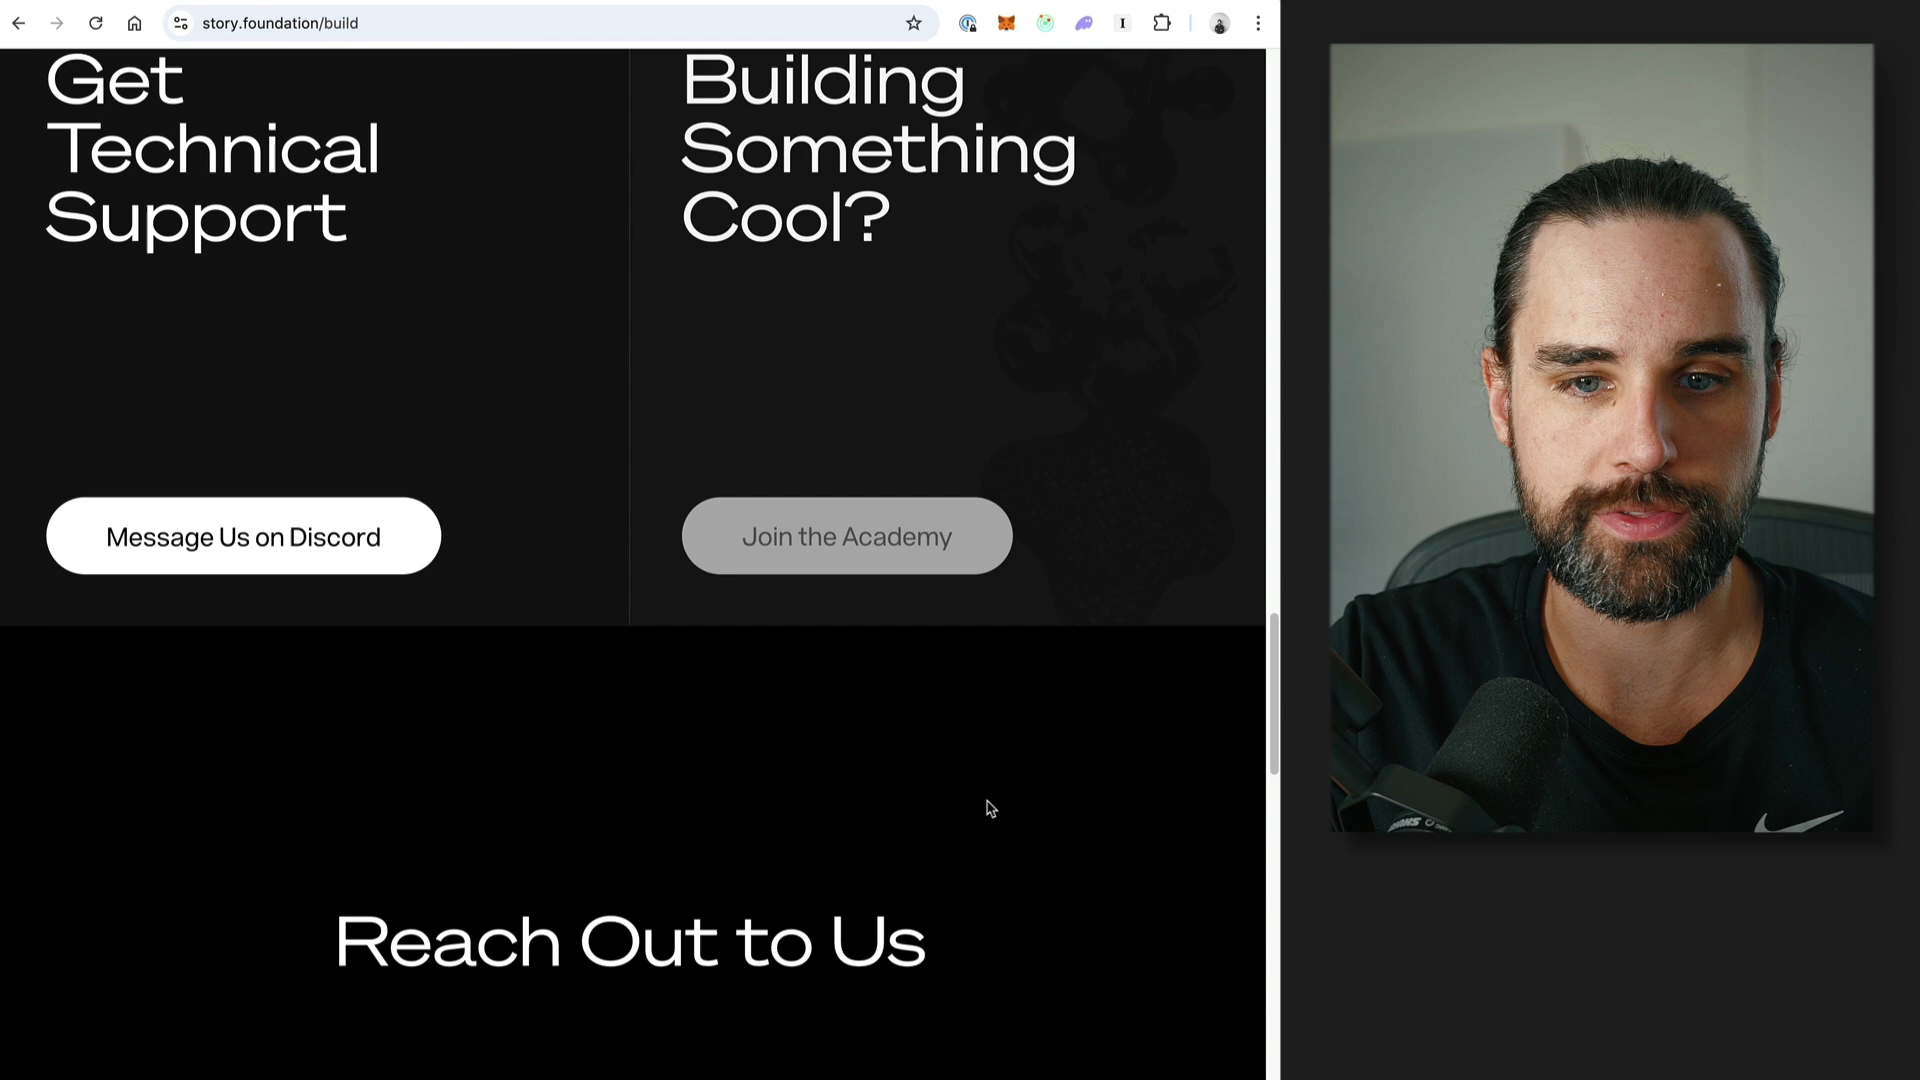 story.foundation/build
Get
Technical
Support
Message Us on Discord
Building
Something
Cool?
Join the Academy
Reach Out to Us